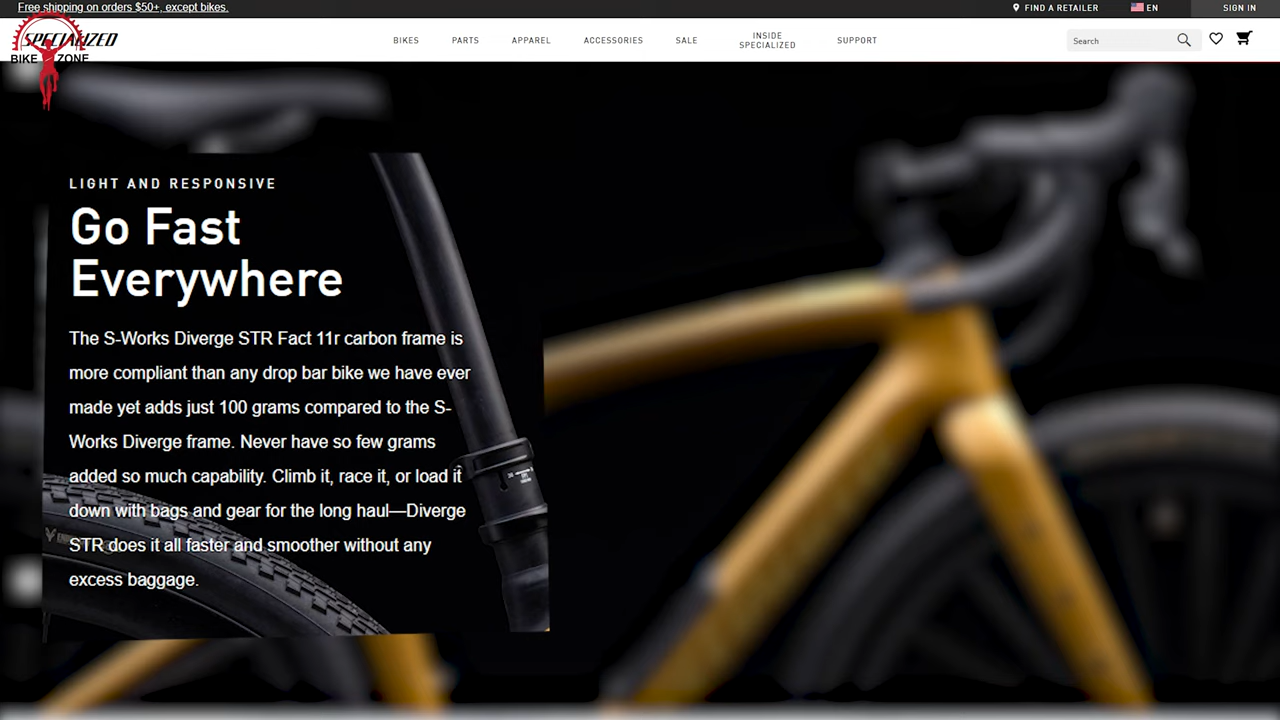 Free shipping on orders $50+, except bikes.
FIND A RETAILER
EN
SIGN IN
SPECIALIZED
BIKE ZONE
BIKES
PARTS
APPAREL
ACCESSORIES
SALE
INSIDE
SPECIALIZED
SUPPORT
Search
LIGHT AND RESPONSIVE
Go Fast
Everywhere
The S-Works Diverge STR Fact 11r carbon frame is
more compliant than any drop bar bike we have ever
made yet adds just 100 grams compared to the S-
Works Diverge frame. Never have so few grams
added so much capability. Climb it, race it, or load it
down with bags and gear for the long haul—Diverge
STR does it all faster and smoother without any
excess baggage.